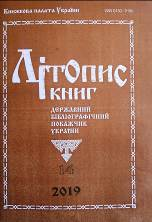 Книжкова палата України
Літопис
книг
ДЕРЖАВНИЙ
БІБЛІОГРАФІЧНИЙ
ПОКАЖЧИК
УКРАЇНИ
14
2019